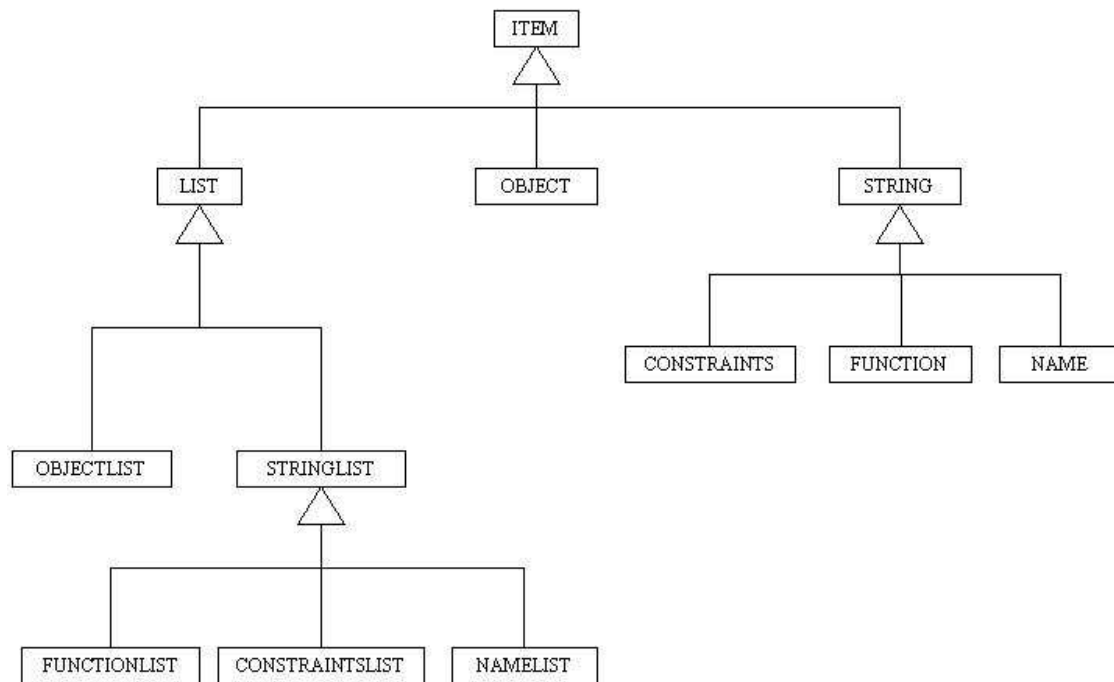 ITEM
LIST
OBJECT
STRING
CONSTRAINTS
FUNCTION
NAME
OBJECTLIST
STRINGLIST
FUNCTIONLIST
CONSTRAINTSLIST
NAMELIST